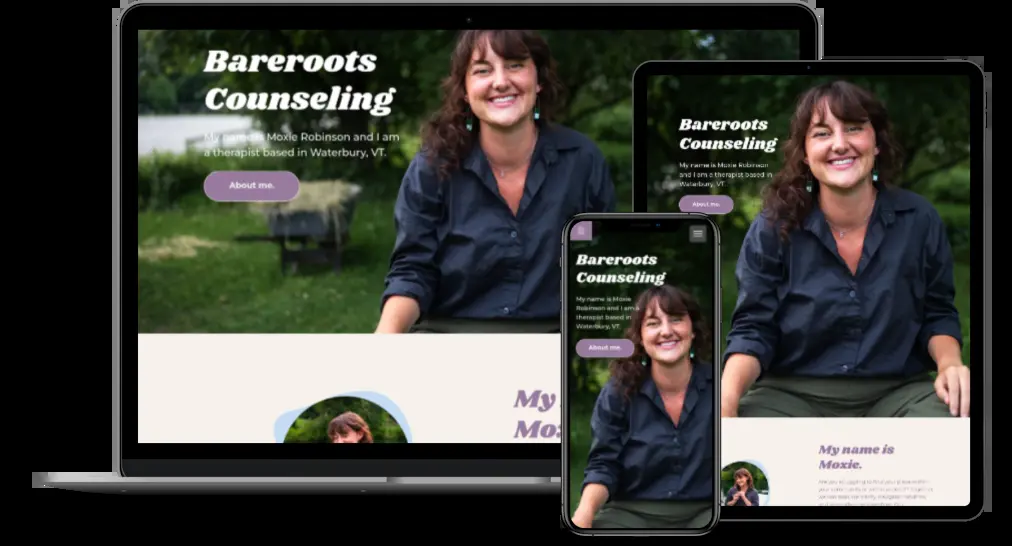 Bareroots
Counseling
My name is Moxie Robinson and I am
a therapist based in Waterbury, VT.
About me.
My
Bareroots
Counseling
My name is Moxie Robinson
and I am a therapist based in
Waterbury, VT.
About me.
My name is
Moxie.
Bareroots
Counseling
My name is Moxie
Robinson and I am a
therapist based in
Waterbury, VT.
About me.